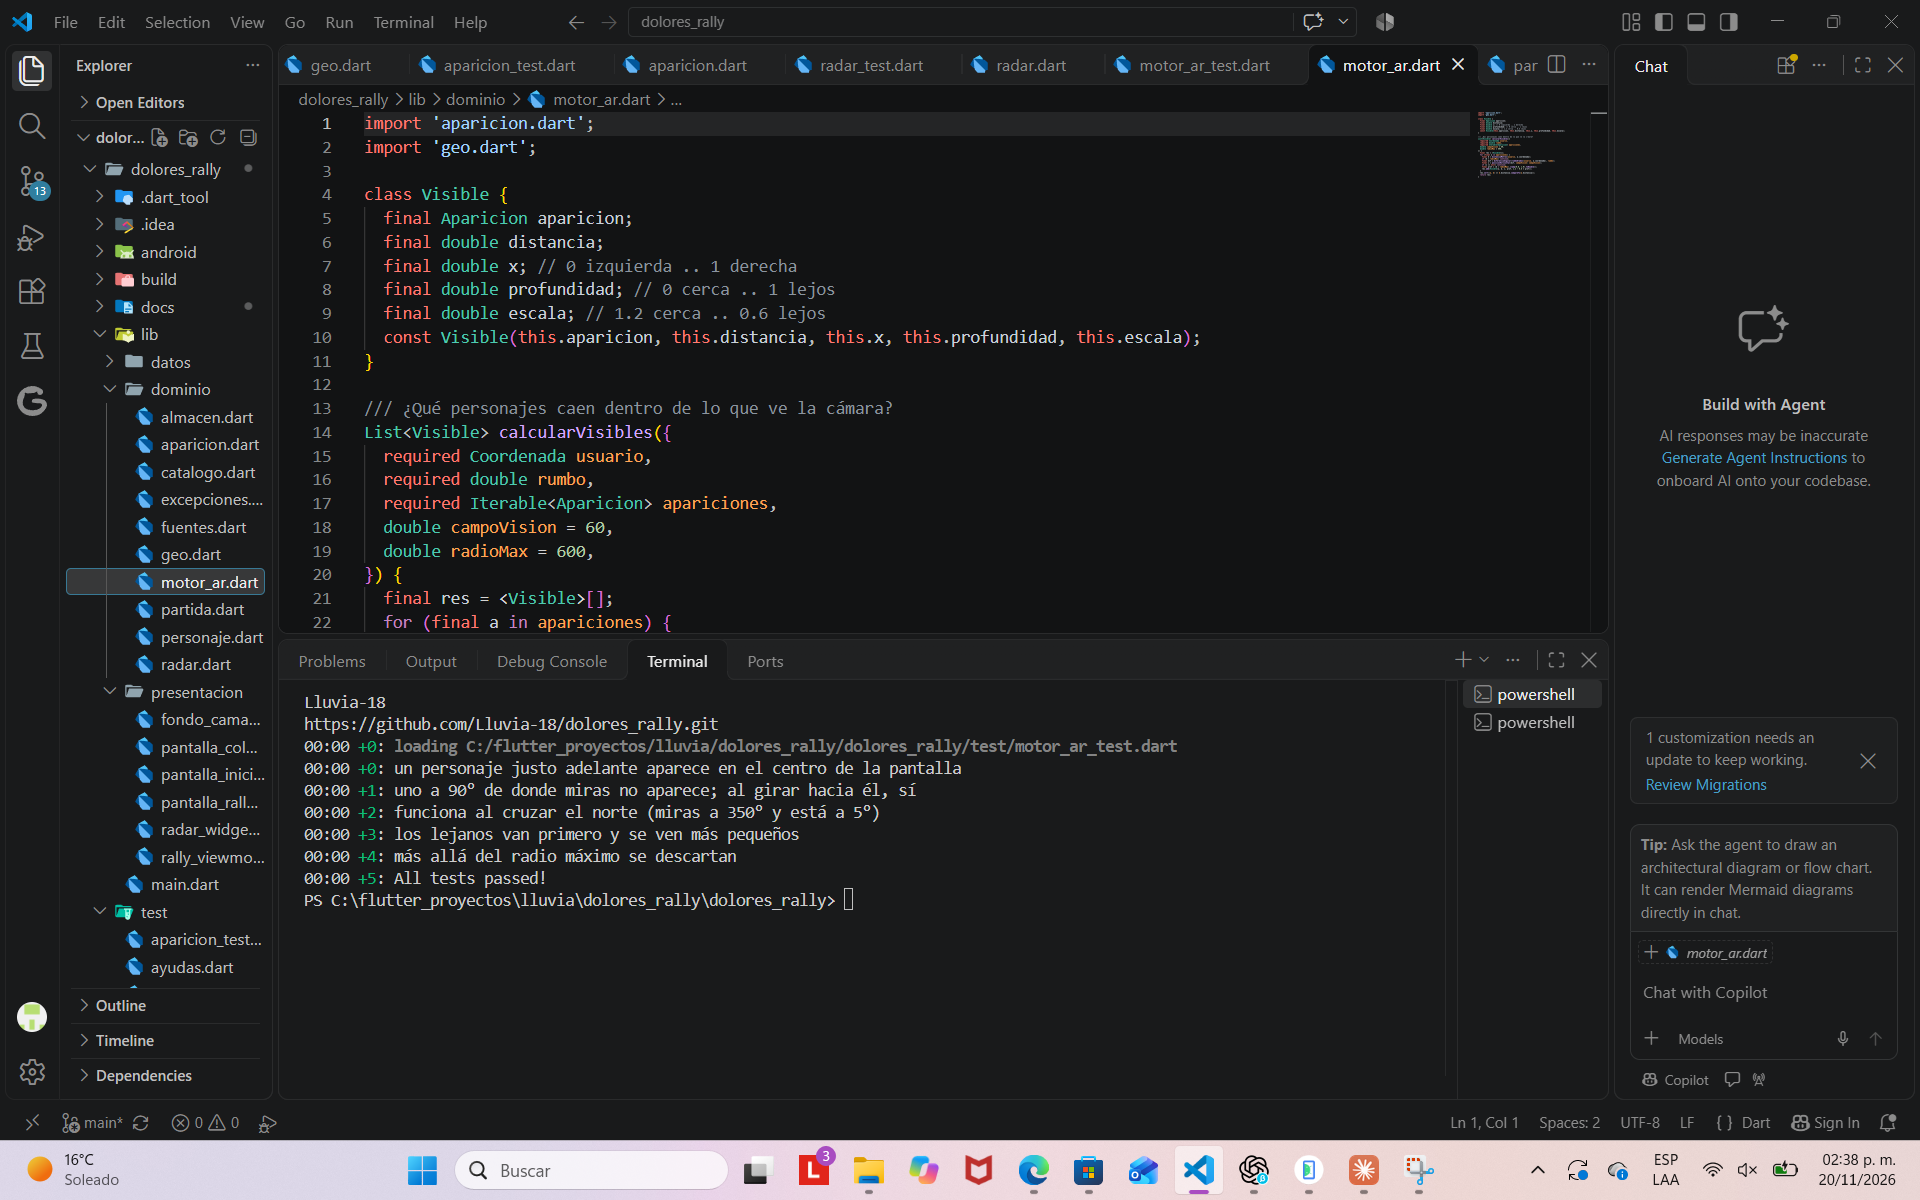 File Edit Selection View Go Run Terminal Help
dolores_rally
Explorer
Open Editors
dolor...
dolores_rally
.dart_tool
.idea
android
build
docs
lib
datos
dominio
almacen.dart
aparicion.dart
catalogo.dart
excepciones....
fuentes.dart
geo.dart
motor_ar.dart
partida.dart
personaje.dart
radar.dart
presentacion
fondo_cama...
pantalla_col...
pantalla_inici...
pantalla_rall...
radar_widge...
rally_viewmo...
main.dart
test
aparicion_test...
ayudas.dart
Outline
Timeline
Dependencies
13
geo.dart aparicion_test.dart aparicion.dart radar_test.dart radar.dart motor_ar_test.dart motor_ar.dart par
dolores_rally > lib > dominio > motor_ar.dart > ...
1 import 'aparicion.dart';
2 import 'geo.dart';
3
4 class Visible {
5 final Aparicion aparicion;
6 final double distancia;
7 final double x; // 0 izquierda .. 1 derecha
8 final double profundidad; // 0 cerca .. 1 lejos
9 final double escala; // 1.2 cerca .. 0.6 lejos
10 const Visible(this.aparicion, this.distancia, this.x, this.profundidad, this.escala);
11 }
12
13 /// ¿Qué personajes caen dentro de lo que ve la cámara?
14 List<Visible> calcularVisibles({
15 required Coordenada usuario,
16 required double rumbo,
17 required Iterable<Aparicion> apariciones,
18 double campoVision = 60,
19 double radioMax = 600,
20 }) {
21 final res = <Visible>[];
22 for (final a in apariciones) {
Problems Output Debug Console Terminal Ports
Lluvia-18
https://github.com/Lluvia-18/dolores_rally.git
00:00 +0: loading C:/flutter_proyectos/lluvia/dolores_rally/dolores_rally/test/motor_ar_test.dart
00:00 +0: un personaje justo adelante aparece en el centro de la pantalla
00:00 +1: uno a 90° de donde miras no aparece; al girar hacia él, sí
00:00 +2: funciona al cruzar el norte (miras a 350° y está a 5°)
00:00 +3: los lejanos van primero y se ven más pequeños
00:00 +4: más allá del radio máximo se descartan
00:00 +5: All tests passed!
PS C:\flutter_proyectos\lluvia\dolores_rally\dolores_rally>
powershell
powershell
Chat
Build with Agent
AI responses may be inaccurate
Generate Agent Instructions to
onboard AI onto your codebase.
1 customization needs an
update to keep working.
Review Migrations
Tip: Ask the agent to draw an
architectural diagram or flow chart.
It can render Mermaid diagrams
directly in chat.
motor_ar.dart
Chat with Copilot
Models
Copilot
main* 0 0
Ln 1, Col 1 Spaces: 2 UTF-8 LF { } Dart Sign In
16°C
Soleado
Buscar
3
ESP
LAA
02:38 p. m.
20/11/2026